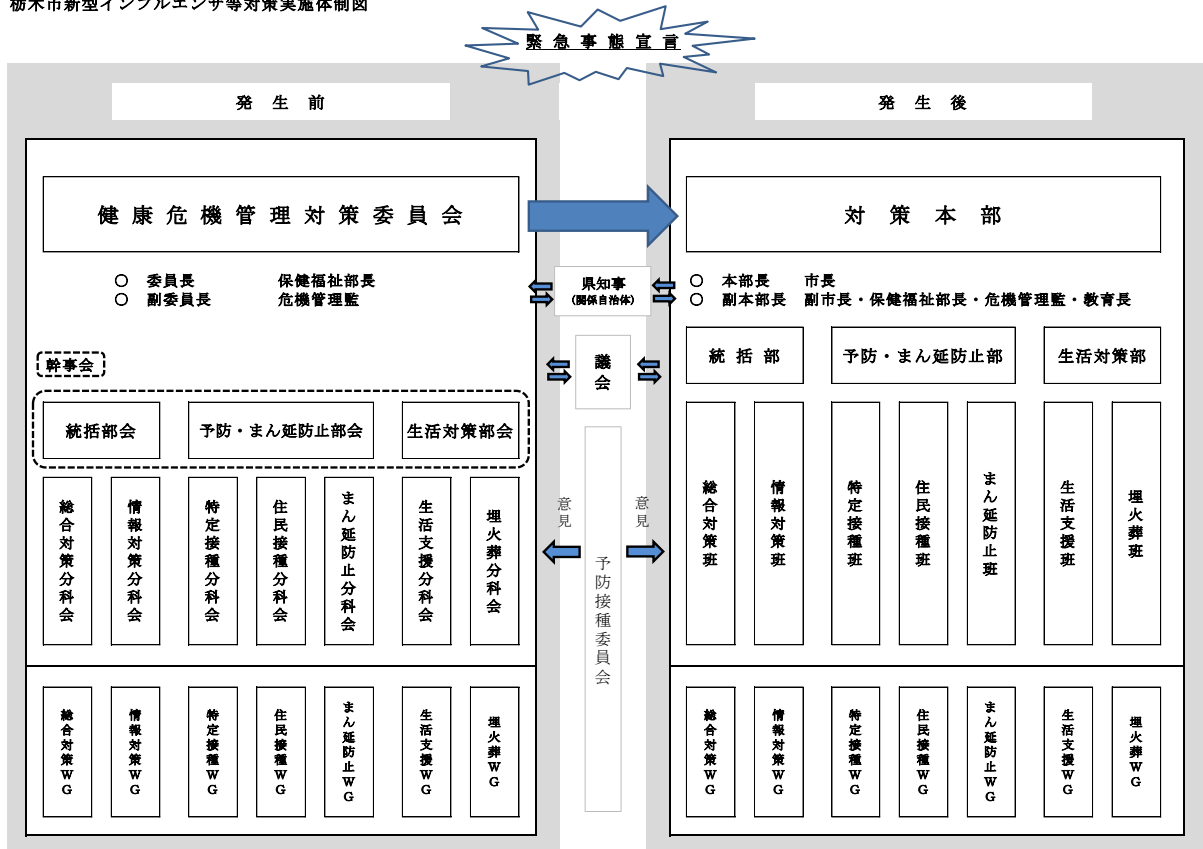 栃木市新型インフルエンザ等対策実施体制図
緊急事態宣言
発生前
発生後
健康危機管理対策委員会
○ 委員長 保健福祉部長
○ 副委員長 危機管理監
幹事会
統括部会
予防・まん延防止部会
生活対策部会
総合対策分科会
情報対策分科会
特定接種分科会
住民接種分科会
まん延防止分科会
生活支援分科会
埋火葬分科会
総合対策WG
情報対策WG
特定接種WG
住民接種WG
まん延防止WG
生活支援WG
埋火葬WG
県知事
(関係自治体)
議会
意見
意見
予防接種委員会
対策本部
○ 本部長 市長
○ 副本部長 副市長・保健福祉部長・危機管理監・教育長
統括部
予防・まん延防止部
生活対策部
総合対策班
情報対策班
特定接種班
住民接種班
まん延防止班
生活支援班
埋火葬班
総合対策WG
情報対策WG
特定接種WG
住民接種WG
まん延防止WG
生活支援WG
埋火葬WG